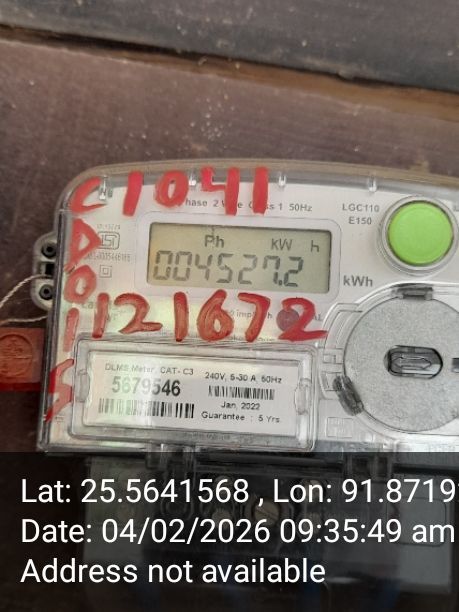 C1041
Phase 2 Wire Class 1 50Hz
LGC110
E150
Ph kW h
004527.2
kWh
D
O
1
S
1121672
DLMS Meter, CAT- C3
5679546
240V, 5-30 A, 50Hz
Jan, 2022
Guarantee : 5 Yrs.
Lat: 25.5641568 , Lon: 91.8719
Date: 04/02/2026 09:35:49 am
Address not available